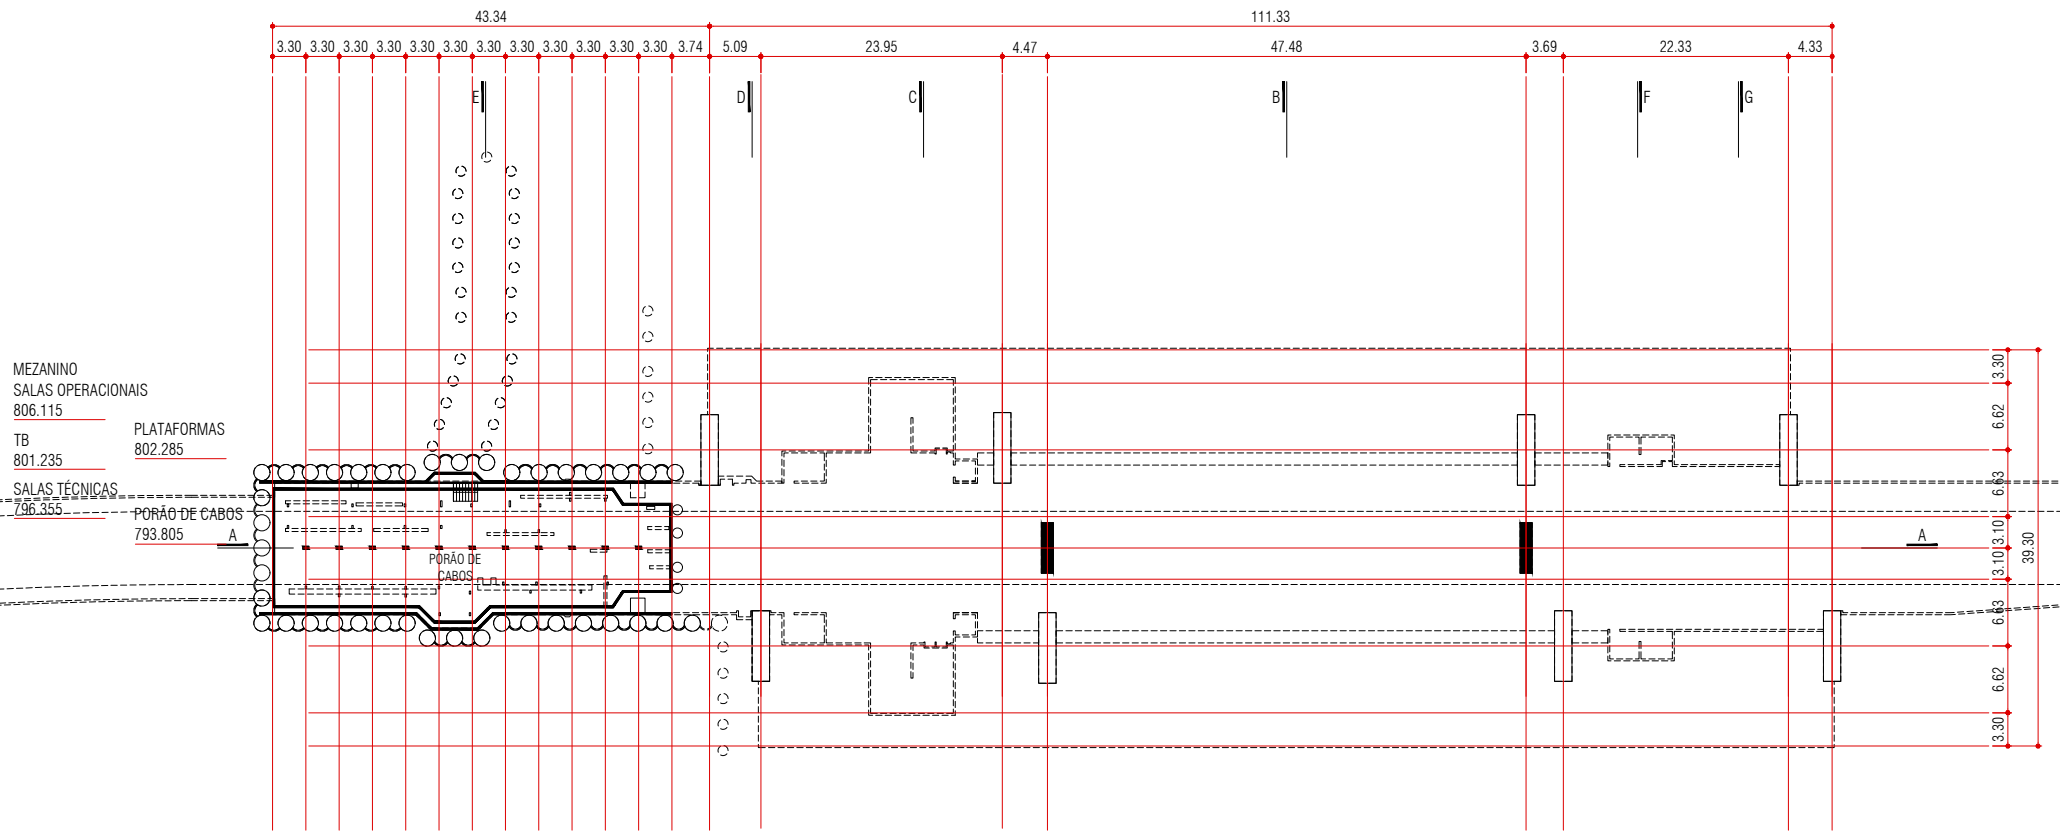 43.34 111.33
3.30 3.30 3.30 3.30 3.30 3.30 3.30 3.30 3.30 3.30 3.30 3.30 3.74 5.09 23.95 4.47 47.48 3.69 22.33 4.33
E D C B F G
MEZANINO
SALAS OPERACIONAIS
806.115
TB
801.235
SALAS TÉCNICAS
796.355
PLATAFORMAS
802.285
PORÃO DE CABOS
793.805
A
PORÃO DE
CABOS
A
3.30
6.62
6.63
3.10
3.10
6.63
6.62
3.30
39.30